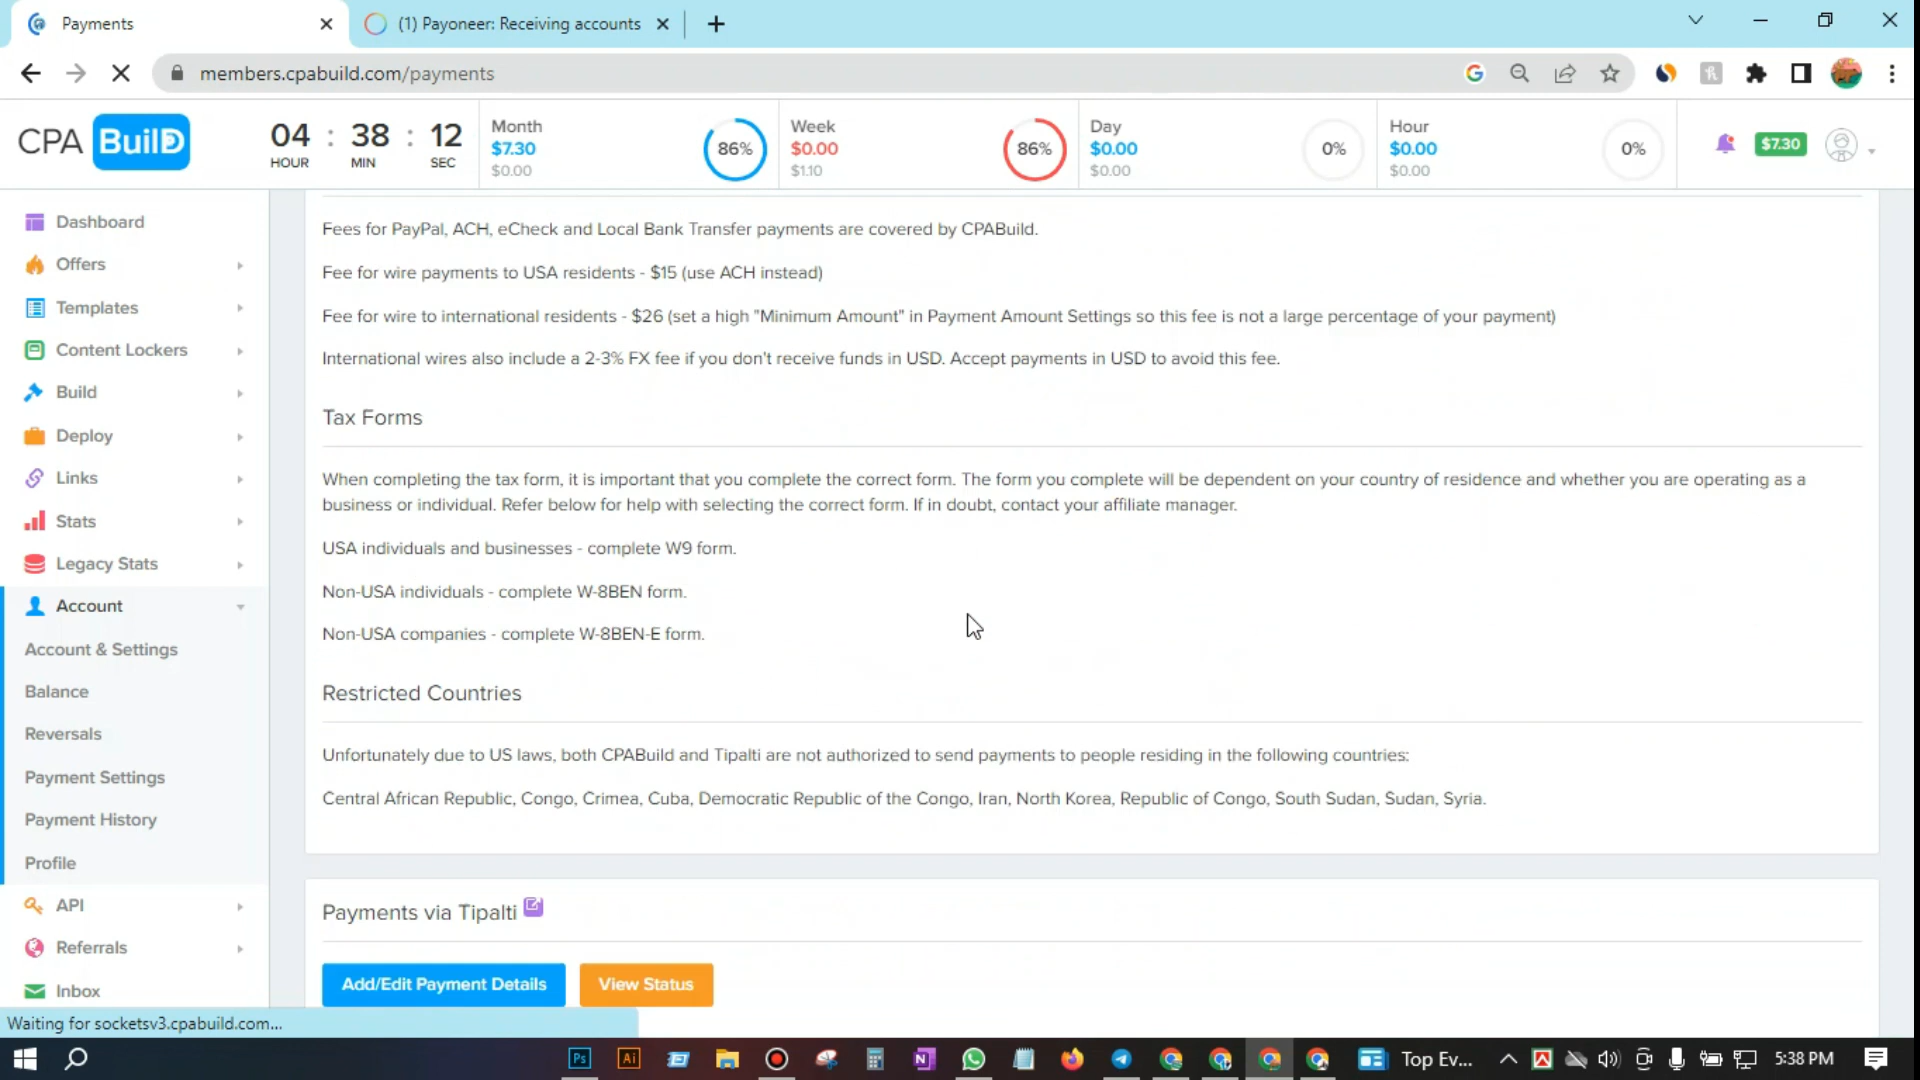 Payments
(1) Payoneer: Receiving accounts
members.cpabuild.com/payments
CPA BuilD
04 : 38 : 12
HOUR MIN SEC
Month
$7.30
$0.00
86%
Week
$0.00
$1.10
86%
Day
$0.00
$0.00
0%
Hour
$0.00
$0.00
0%
$7.30
Dashboard
Offers
Templates
Content Lockers
Build
Deploy
Links
Stats
Legacy Stats
Account
Account & Settings
Balance
Reversals
Payment Settings
Payment History
Profile
API
Referrals
Inbox
Fees for PayPal, ACH, eCheck and Local Bank Transfer payments are covered by CPABuild.
Fee for wire payments to USA residents - $15 (use ACH instead)
Fee for wire to international residents - $26 (set a high "Minimum Amount" in Payment Amount Settings so this fee is not a large percentage of your payment)
International wires also include a 2-3% FX fee if you don't receive funds in USD. Accept payments in USD to avoid this fee.
Tax Forms
When completing the tax form, it is important that you complete the correct form. The form you complete will be dependent on your country of residence and whether you are operating as a
business or individual. Refer below for help with selecting the correct form. If in doubt, contact your affiliate manager.
USA individuals and businesses - complete W9 form.
Non-USA individuals - complete W-8BEN form.
Non-USA companies - complete W-8BEN-E form.
Restricted Countries
Unfortunately due to US laws, both CPABuild and Tipalti are not authorized to send payments to people residing in the following countries:
Central African Republic, Congo, Crimea, Cuba, Democratic Republic of the Congo, Iran, North Korea, Republic of Congo, South Sudan, Sudan, Syria.
Payments via Tipalti
Add/Edit Payment Details
View Status
Waiting for socketsv3.cpabuild.com...
Ps
Ai
Top Ev...
5:38 PM